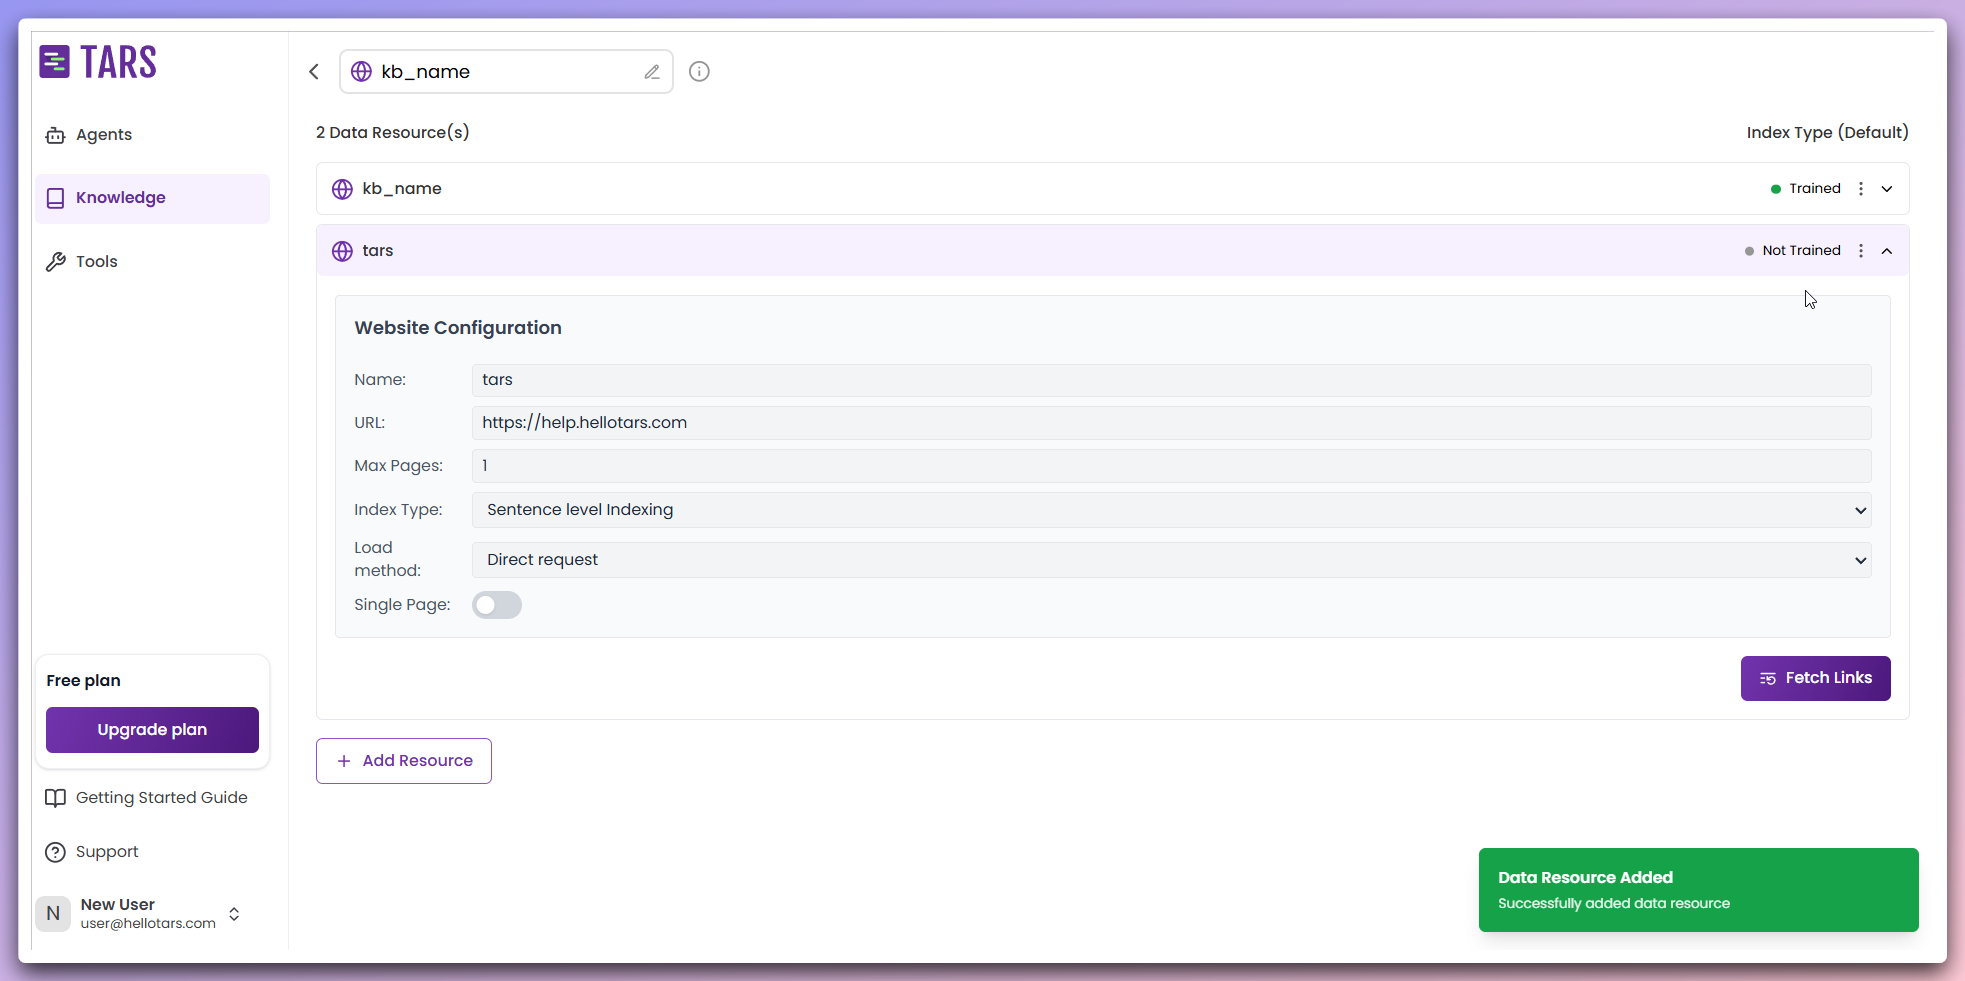 TARS
Agents
Knowledge
Tools
Free plan
Upgrade plan
Getting Started Guide
Support
N
New User
user@hellotars.com
kb_name
2 Data Resource(s)
Index Type (Default)
kb_name
Trained
tars
Not Trained
Website Configuration
Name:
tars
URL:
https://help.hellotars.com
Max Pages:
1
Index Type:
Sentence level Indexing
Load
method:
Direct request
Single Page:
Fetch Links
+ Add Resource
Data Resource Added
Successfully added data resource